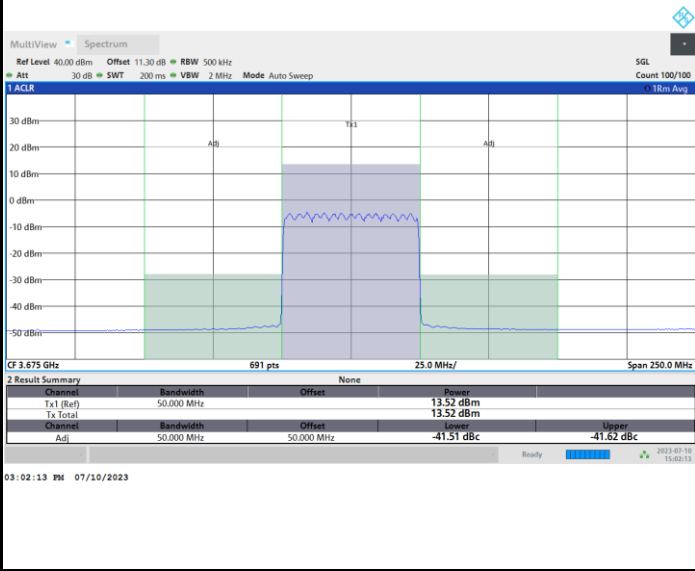 MultiView Spectrum
Ref Level 40.00 dBm Offset 11.30 dB RBW 500 kHz SGL
Att 30 dB SWT 200 ms VBW 2 MHz Mode Auto Sweep Count 100/100
1 ACLR 1Rm Avg
30 dBm
Tx1
20 dBm
Adj Adj
10 dBm
0 dBm
-10 dBm
-20 dBm
-30 dBm
-40 dBm
-50 dBm
CF 3.675 GHz 691 pts 25.0 MHz/ Span 250.0 MHz
2 Result Summary None
Channel Bandwidth Offset Power
Tx1 (Ref) 50.000 MHz 13.52 dBm
Tx Total 13.52 dBm
Channel Bandwidth Offset Lower Upper
Adj 50.000 MHz 50.000 MHz -41.51 dBc -41.62 dBc
Ready 2023-07-10
15:02:13
03:02:13 PM 07/10/2023